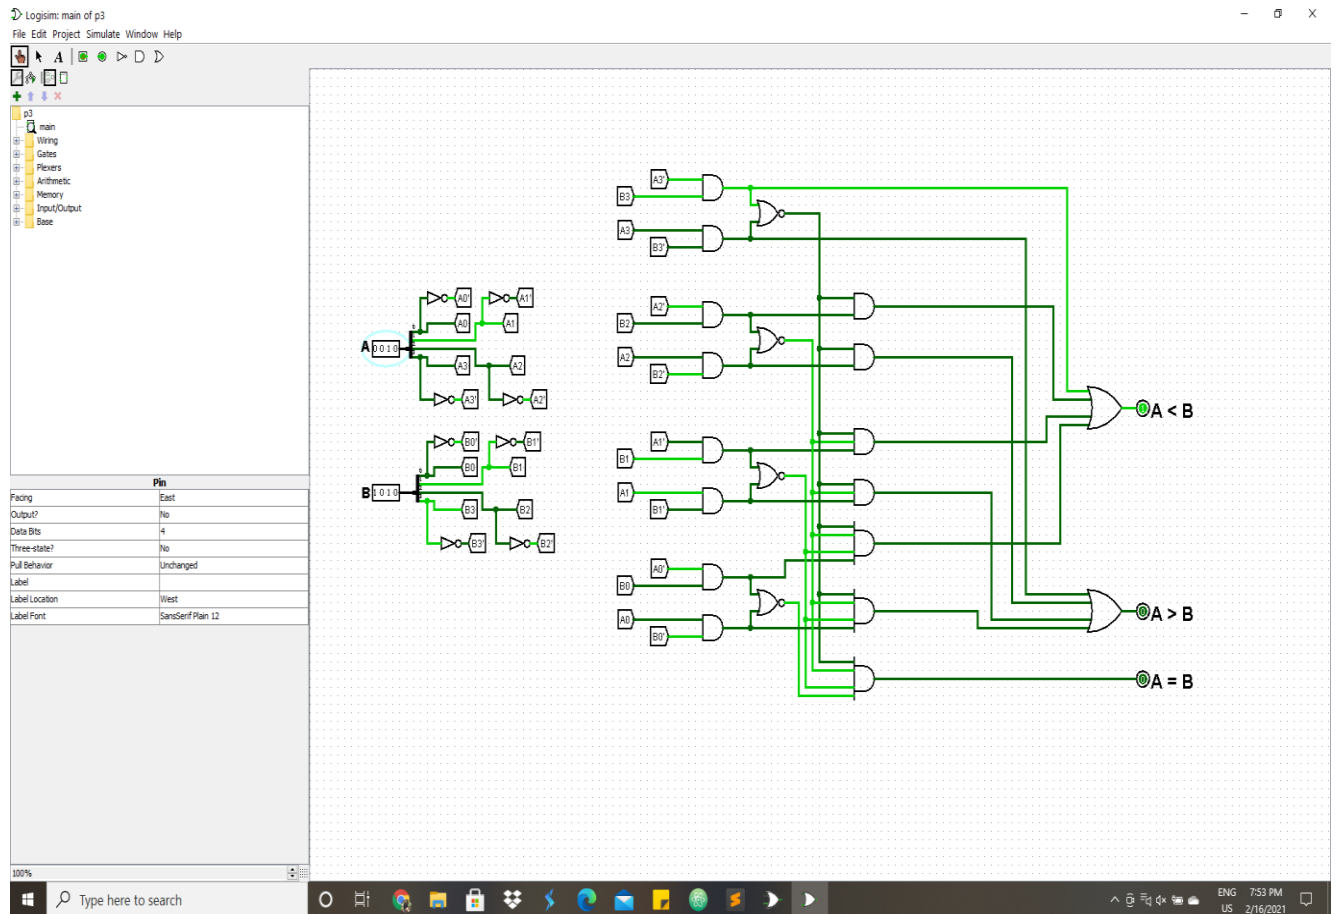 Logisim: main of p3
File Edit Project Simulate Window Help
A
p3
main
Wiring
Gates
Plexers
Arithmetic
Memory
Input/Output
Base
Pin
Facing East
Output? No
Data Bits 4
Three-state? No
Pull Behavior Unchanged
Label
Label Location West
Label Font SansSerif Plain 12
100%
A3'
B3
A3
B3'
A0' A1'
A0 A1
A 0 0 1 0
A3 A2
A3' A2'
B0' B1'
B0 B1
B 1 0 1 0
B3 B2
B3' B2'
A2'
B2
A2
B2'
A1'
B1
A1
B1'
A0'
B0
A0
B0'
1 A < B
0 A > B
0 A = B
Type here to search
ENG 7:53 PM
US 2/16/2021